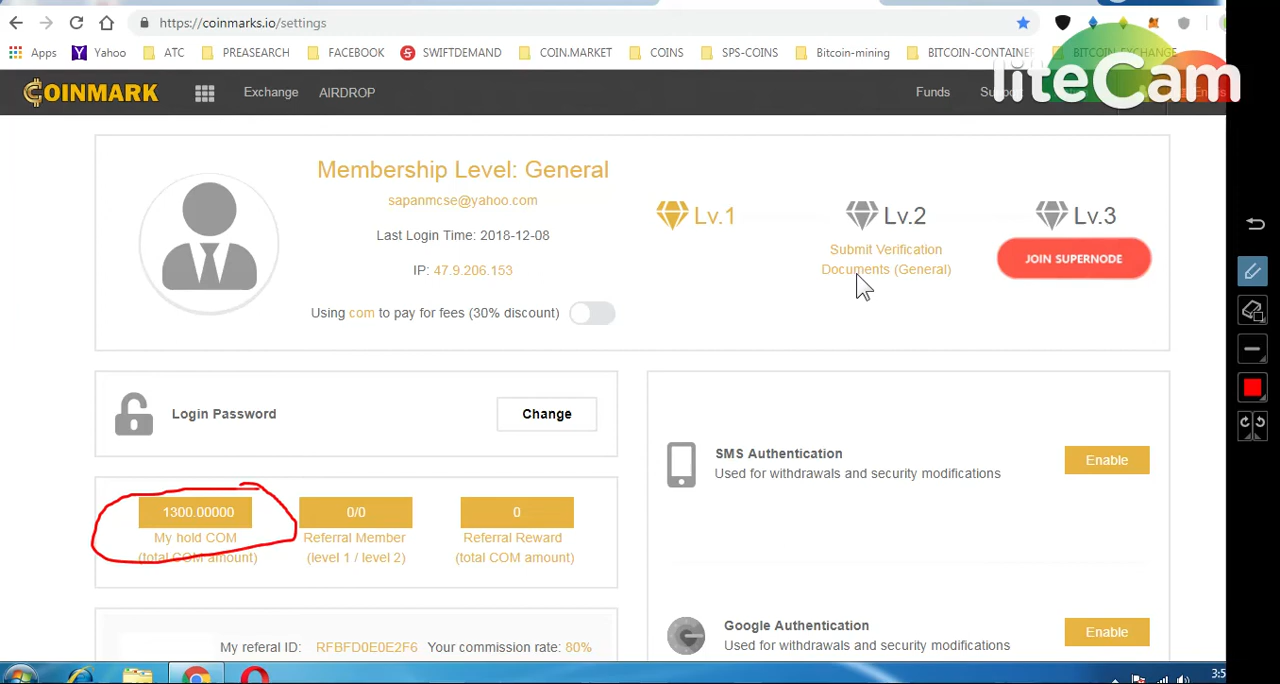 https://coinmarks.io/settings
Apps Yahoo ATC PREASEARCH FACEBOOK SWIFTDEMAND COIN.MARKET COINS SPS-COINS Bitcoin-mining BITCOIN-CONTAINER BITCOIN-EXCHANGE
liteCam
COINMARK Exchange AIRDROP Funds
Membership Level: General
sapanmcse@yahoo.com
Last Login Time: 2018-12-08
IP: 47.9.206.153
Using com to pay for fees (30% discount)
Lv.1 Lv.2 Lv.3
Submit Verification
Documents (General)
JOIN SUPERNODE
Login Password Change
1300.00000 0/0 0
My hold COM Referral Member Referral Reward
(total COM amount) (level 1 / level 2) (total COM amount)
SMS Authentication
Used for withdrawals and security modifications
Enable
Google Authentication
Used for withdrawals and security modifications
Enable
My referal ID: RFBFD0E0E2F6 Your commission rate: 80%